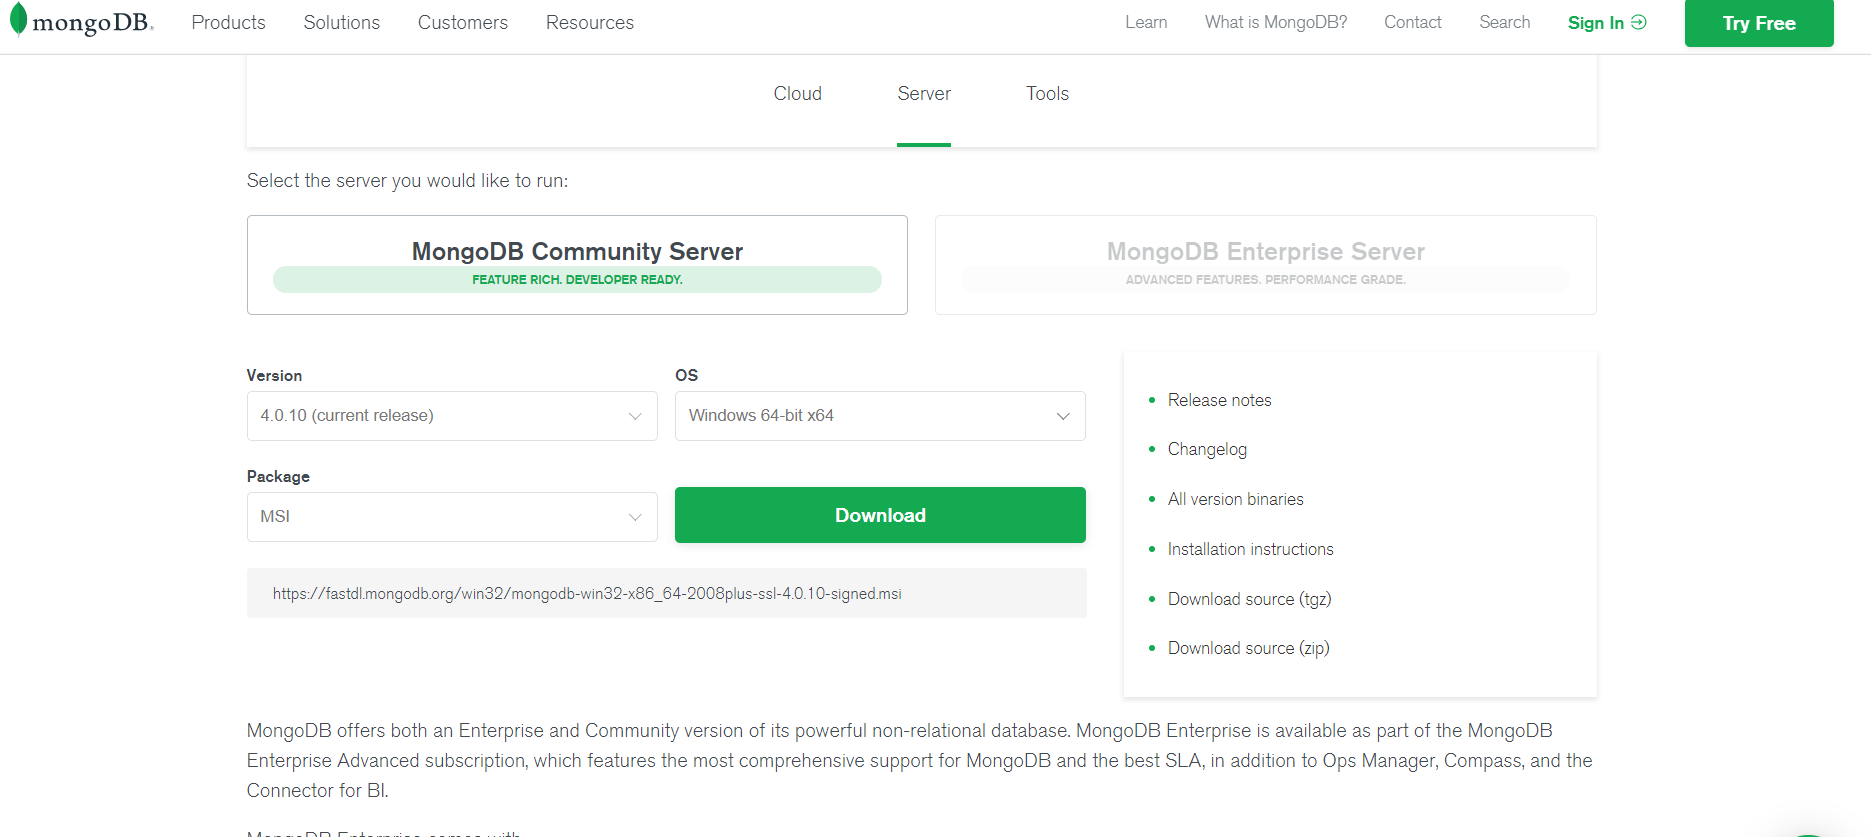 mongoDB. Products Solutions Customers Resources Learn What is MongoDB? Contact Search Sign In Try Free
Cloud Server Tools
Select the server you would like to run:
MongoDB Community Server
FEATURE RICH. DEVELOPER READY.
MongoDB Enterprise Server
ADVANCED FEATURES. PERFORMANCE GRADE.
Version
4.0.10 (current release)
OS
Windows 64-bit x64
Package
MSI
Download
https://fastdl.mongodb.org/win32/mongodb-win32-x86_64-2008plus-ssl-4.0.10-signed.msi
Release notes
Changelog
All version binaries
Installation instructions
Download source (tgz)
Download source (zip)
MongoDB offers both an Enterprise and Community version of its powerful non-relational database. MongoDB Enterprise is available as part of the MongoDB
Enterprise Advanced subscription, which features the most comprehensive support for MongoDB and the best SLA, in addition to Ops Manager, Compass, and the
Connector for BI.
MongoDB Enterprise comes with